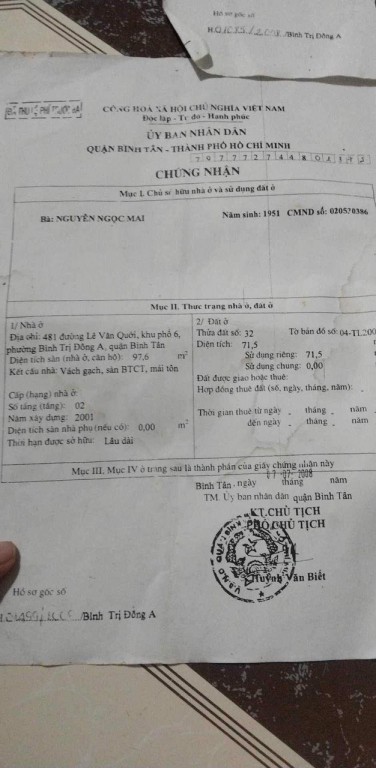 Hồ sơ gốc số
/Bình Trị Đông A
CỘNG HOÀ XÃ HỘI CHỦ NGHĨA VIỆT NAM
Độc lập - Tự do - Hạnh phúc
ỦY BAN NHÂN DÂN
QUẬN BÌNH TÂN - THÀNH PHỐ HỒ CHÍ MINH
CHỨNG NHẬN
Mục I. Chủ sở hữu nhà ở và sử dụng đất ở
Bà: NGUYỄN NGỌC MAI Năm sinh: 1951 CMND số: 020520386
Mục II. Thực trạng nhà ở, đất ở
1/ Nhà ở
Địa chỉ: 481 đường Lê Văn Quới, khu phố 6,
phường Bình Trị Đông A, quận Bình Tân
Diện tích sàn (nhà ở, căn hộ): 97,6 m²
Kết cấu nhà: Vách gạch, sàn BTCT, mái tôn
Cấp (hạng) nhà ở:
Số tầng (tầng): 02
Năm xây dựng: 2001
Diện tích sàn nhà phụ (nếu có): 0,00 m²
Thời hạn được sở hữu: Lâu dài
2/ Đất ở
Thửa đất số: 32 Tờ bản đồ số: 04-TL200
Diện tích: 71,5
Sử dụng riêng: 71,5
Sử dụng chung: 0,00
Đất được giao hoặc thuê:
Hợp đồng thuê đất (số, ngày, tháng, năm):
Thời gian thuê từ ngày . tháng . năm
đến ngày . tháng . năm
Mục III, Mục IV ở trang sau là thành phần của giấy chứng nhận này
Bình Tân, ngày 07 tháng 07 năm 2008
TM. Ủy ban nhân dân quận Bình Tân
KT.CHỦ TỊCH
PHÓ CHỦ TỊCH
Huỳnh Văn Biết
Hồ sơ gốc số
/Bình Trị Đông A